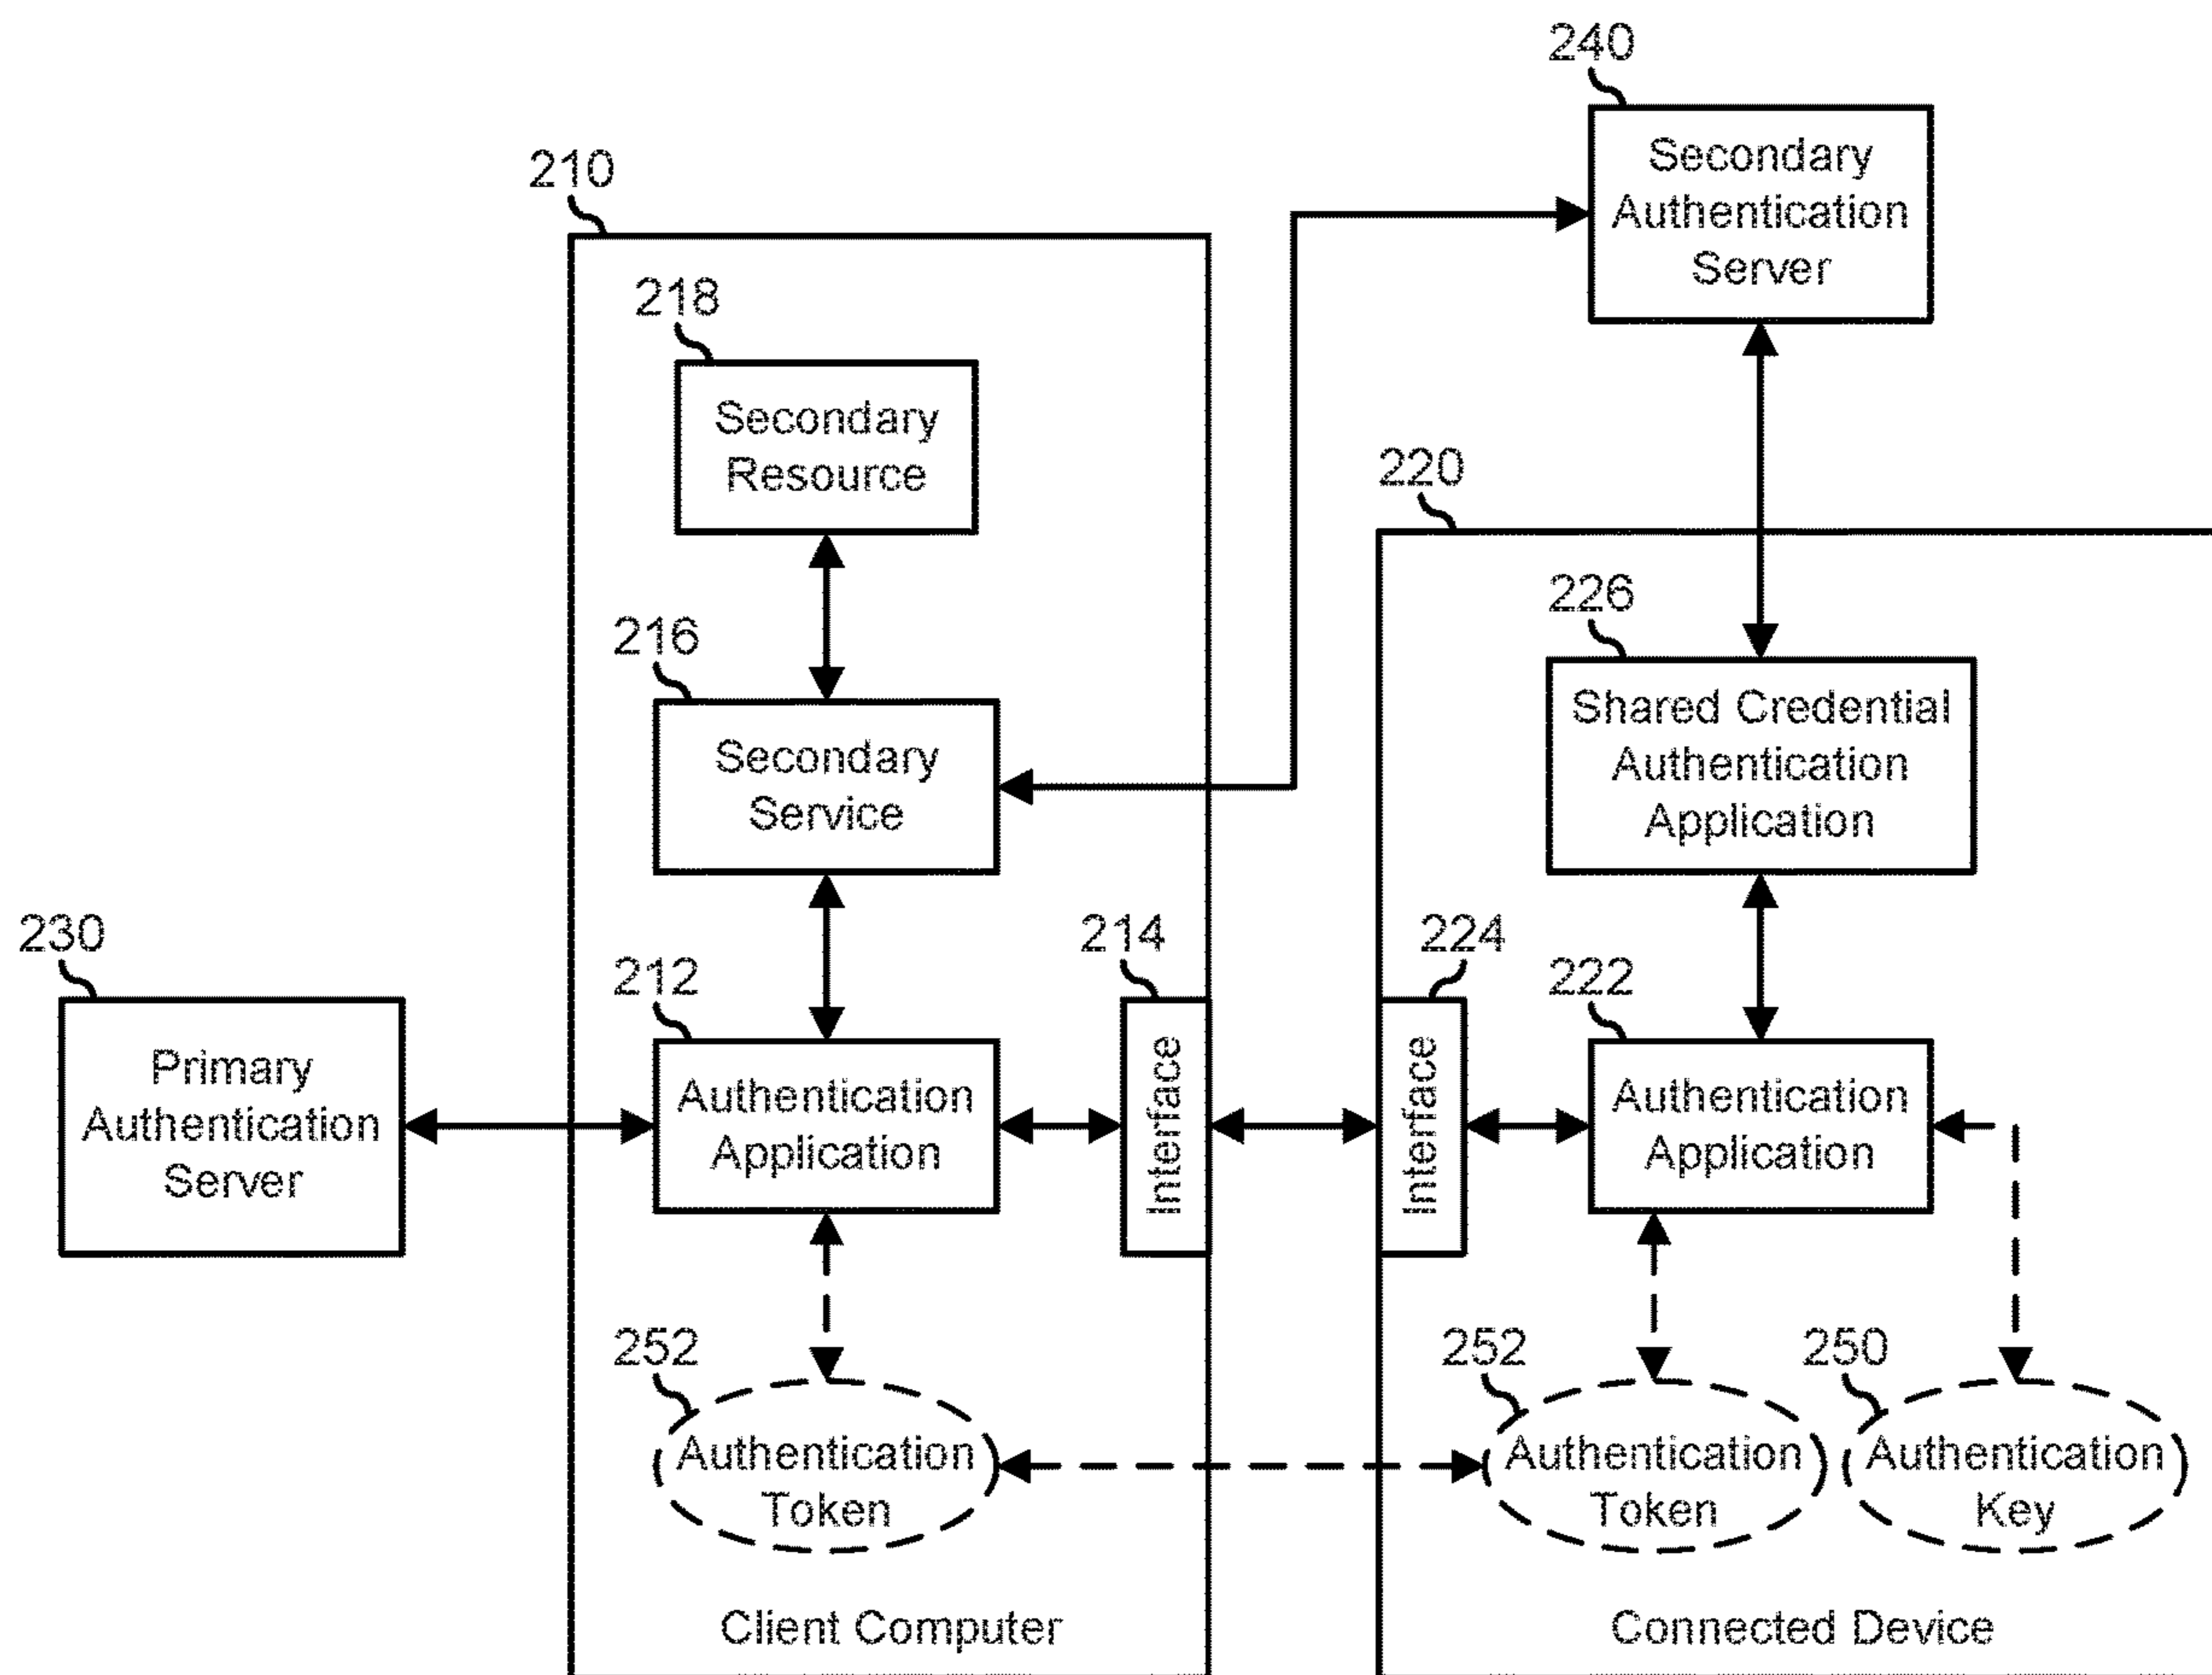 240
Secondary
Authentication
Server
210
218
Secondary
Resource
220
226
Shared Credential
Authentication
Application
216
Secondary
Service
230
Primary
Authentication
Server
212
Authentication
Application
214
Interface
224
Interface
222
Authentication
Application
252
Authentication
Token
252
Authentication
Token
250
Authentication
Key
Client Computer
Connected Device